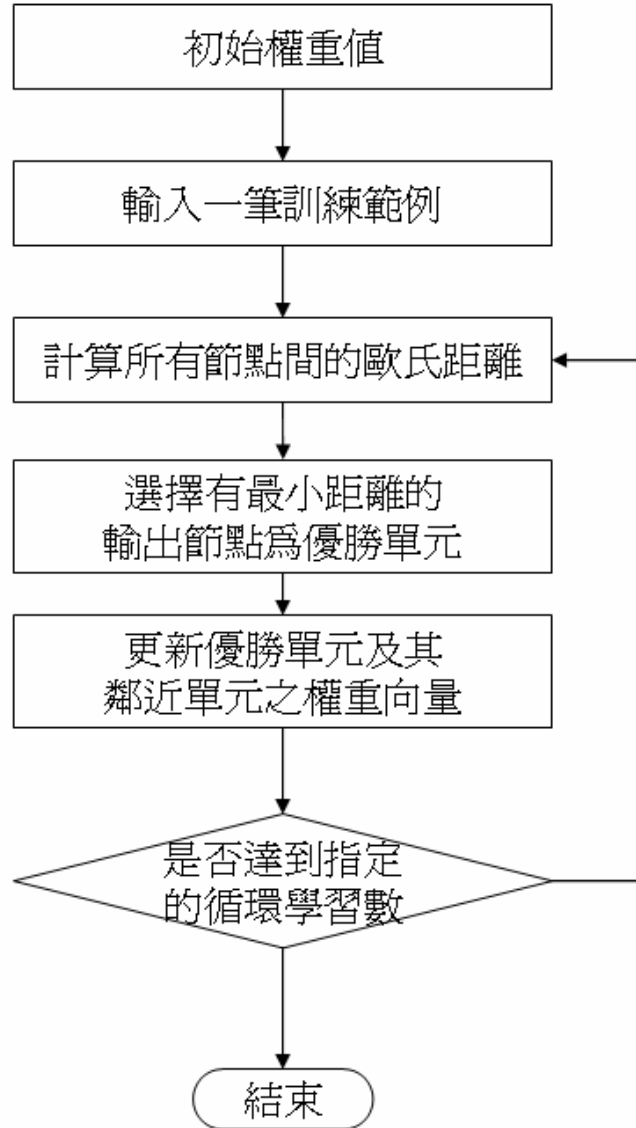 初始權重值
輸入一筆訓練範例
計算所有節點間的歐氏距離
選擇有最小距離的
輸出節點為優勝單元
更新優勝單元及其
鄰近單元之權重向量
是否達到指定
的循環學習數
結束